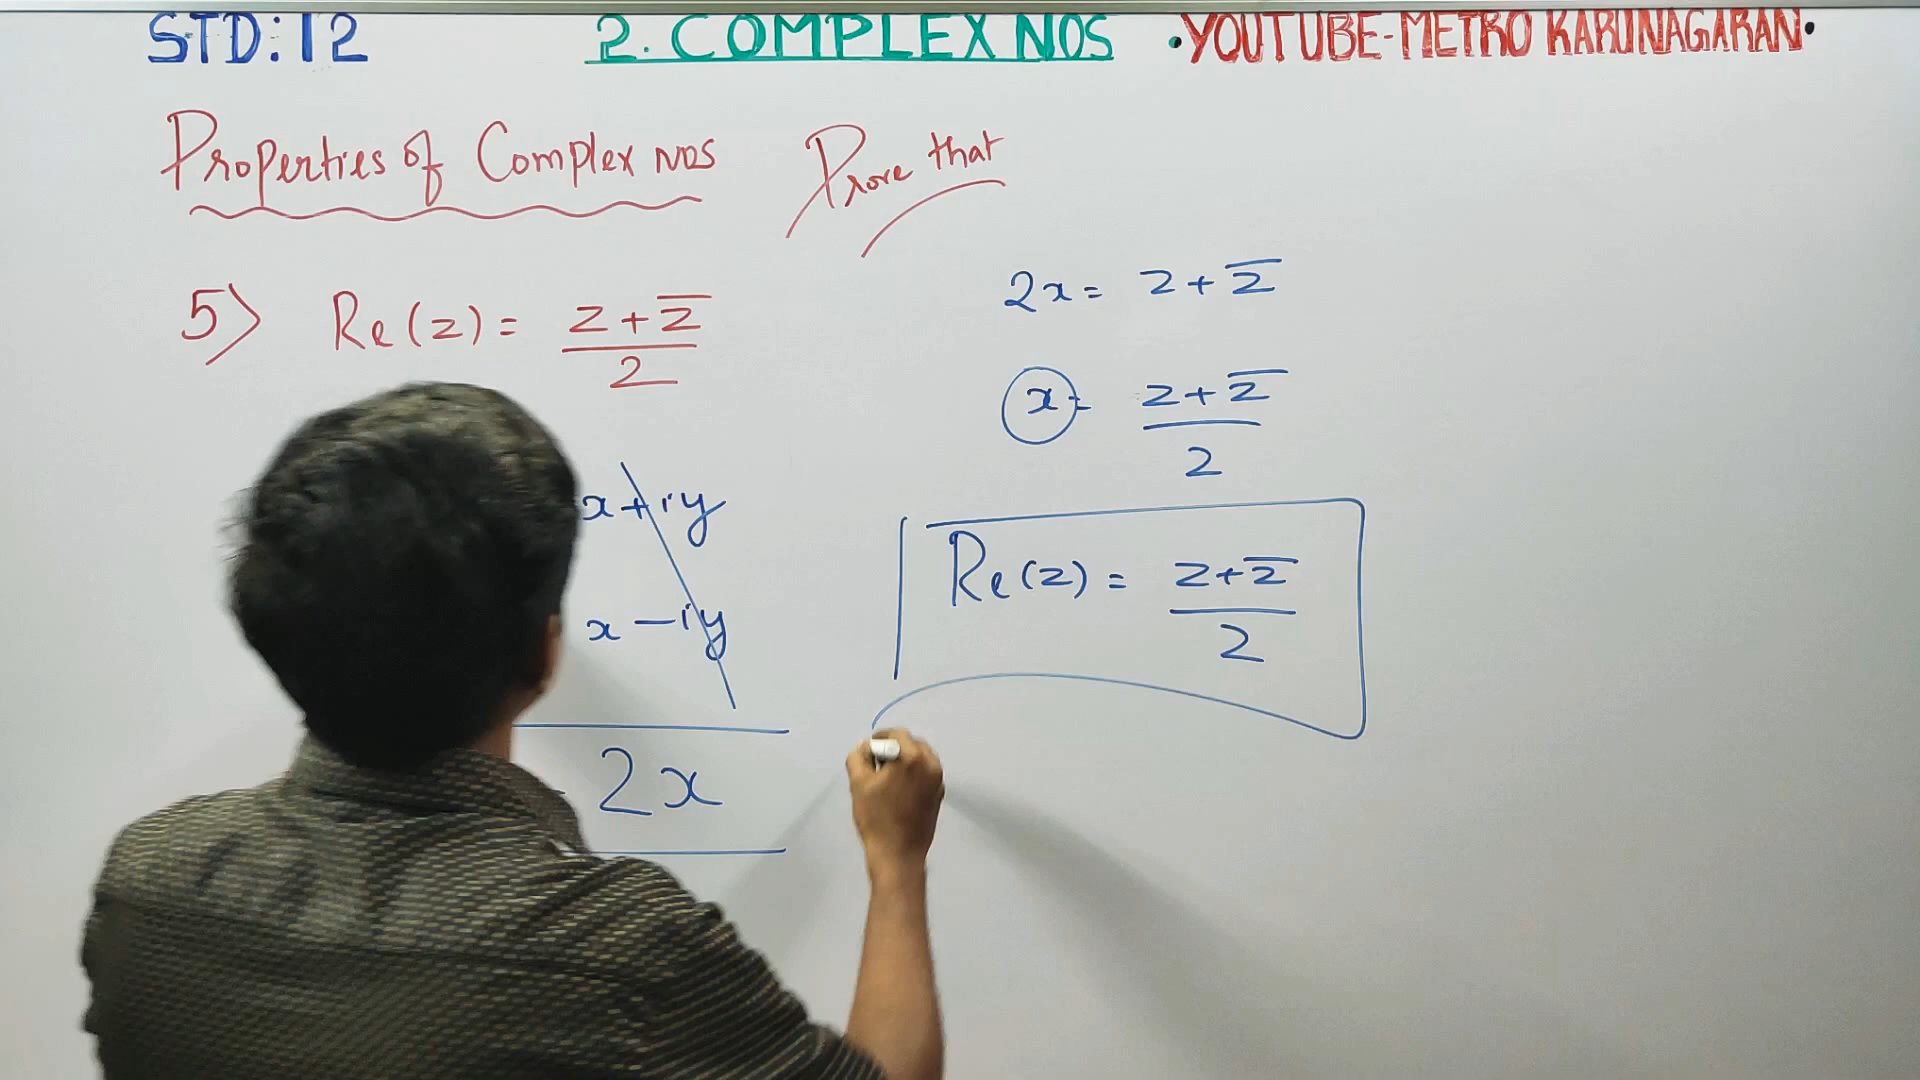 STD: 12
2. COMPLEX NOS
•YOUTUBE-METRO KARUNAGARAN•
Properties of Complex nos
Prove that
5) Re(z) = z + z̅ / 2
x + iy
x - iy
2x
2x = z + z̅
x = z + z̅ / 2
Re(z) = z + z̅ / 2